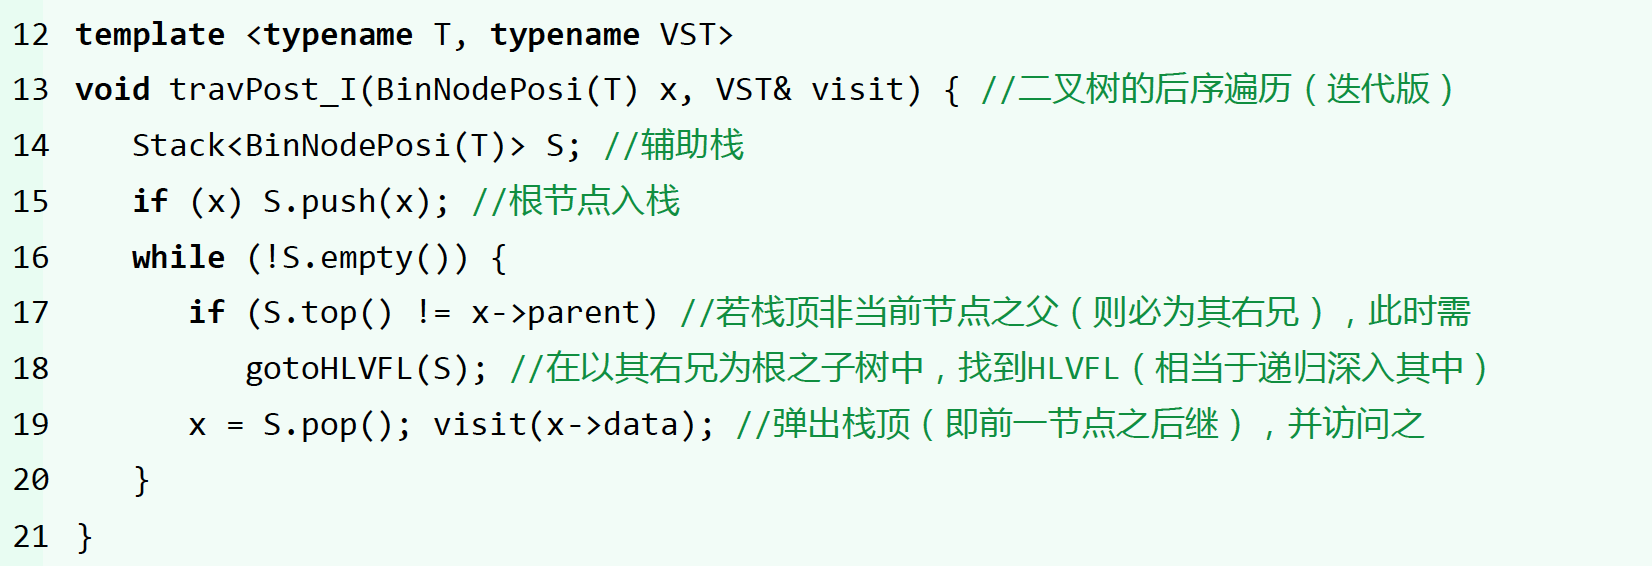 12 template <typename T, typename VST>
13 void travPost_I(BinNodePosi(T) x, VST& visit) { //二叉树的后序遍历（迭代版）
14    Stack<BinNodePosi(T)> S; //辅助栈
15    if (x) S.push(x); //根节点入栈
16    while (!S.empty()) {
17       if (S.top() != x->parent) //若栈顶非当前节点之父（则必为其右兄），此时需
18          gotoHLVFL(S); //在以其右兄为根之子树中，找到HLVFL（相当于递归深入其中）
19       x = S.pop(); visit(x->data); //弹出栈顶（即前一节点之后继），并访问之
20    }
21 }